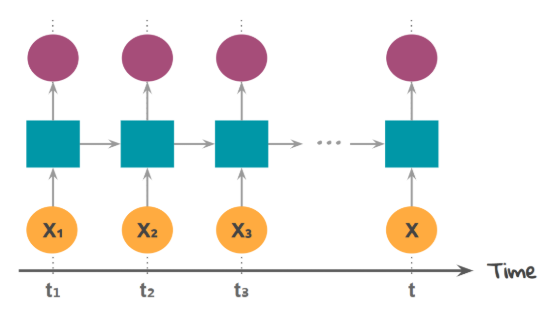 ...
X₁ X₂ X₃ X
Time
t₁ t₂ t₃ t